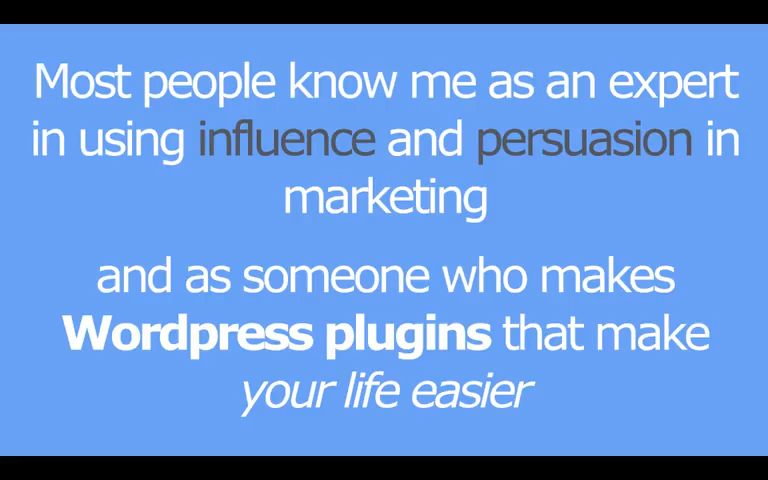 Most people know me as an expert
in using influence and persuasion in
marketing
and as someone who makes
Wordpress plugins that make
your life easier